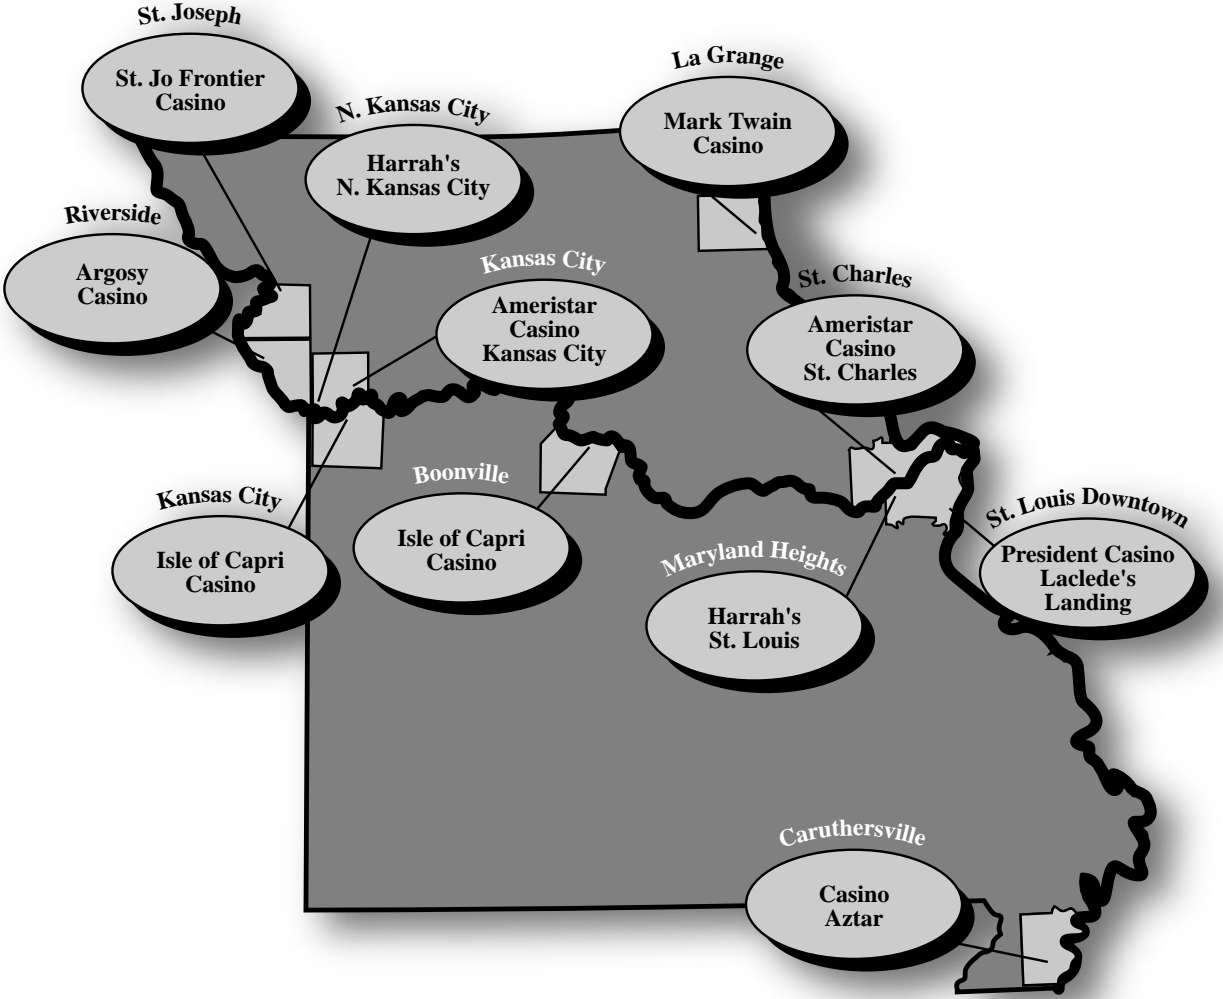 St. Joseph
St. Jo Frontier
Casino
La Grange
Mark Twain
Casino
N. Kansas City
Harrah's
N. Kansas City
Riverside
Argosy
Casino
Kansas City
Ameristar
Casino
Kansas City
St. Charles
Ameristar
Casino
St. Charles
Boonville
Isle of Capri
Casino
Kansas City
Isle of Capri
Casino
St. Louis Downtown
President Casino
Laclede's
Landing
Maryland Heights
Harrah's
St. Louis
Caruthersville
Casino
Aztar